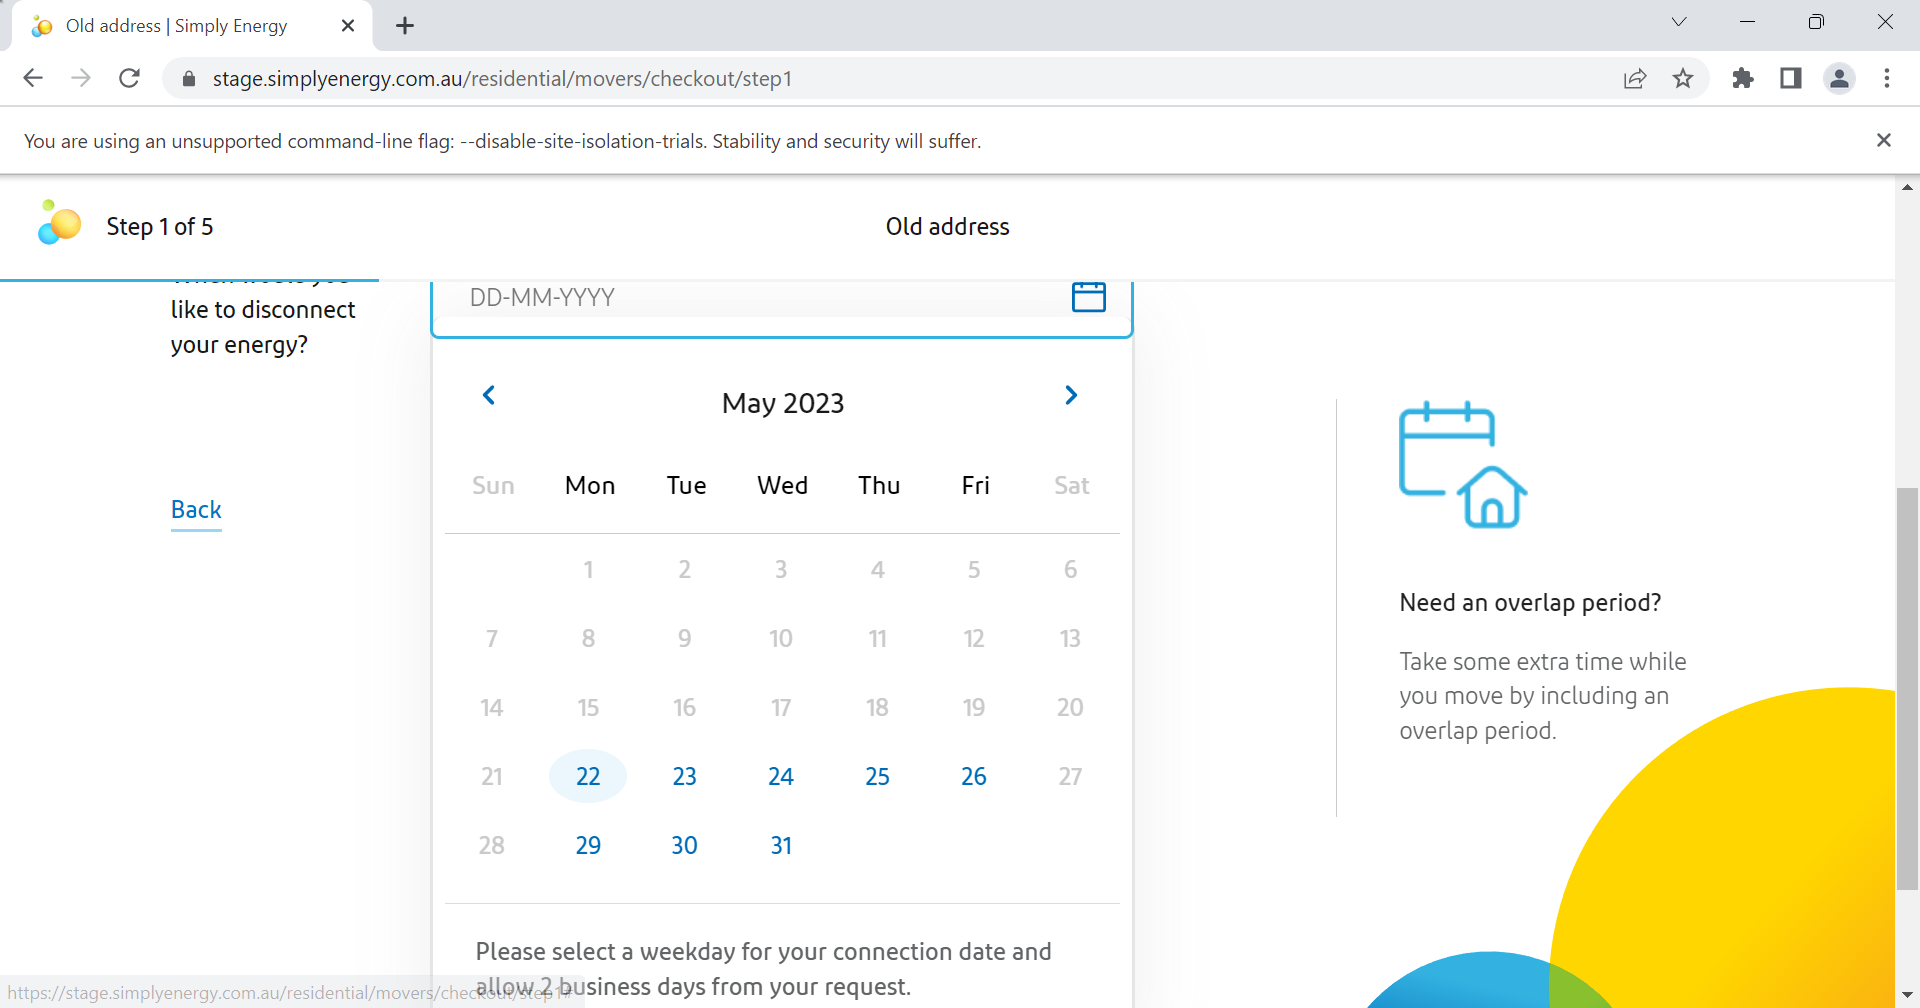 Old address | Simply Energy
stage.simplyenergy.com.au/residential/movers/checkout/step1
You are using an unsupported command-line flag: --disable-site-isolation-trials. Stability and security will suffer.
Step 1 of 5
Old address
like to disconnect
your energy?
DD-MM-YYYY
Back
May 2023
Sun Mon Tue Wed Thu Fri Sat
1 2 3 4 5 6
7 8 9 10 11 12 13
14 15 16 17 18 19 20
21 22 23 24 25 26 27
28 29 30 31
Please select a weekday for your connection date and
allow 2 business days from your request.
Need an overlap period?
Take some extra time while
you move by including an
overlap period.
https://stage.simplyenergy.com.au/residential/movers/checkout/step1#